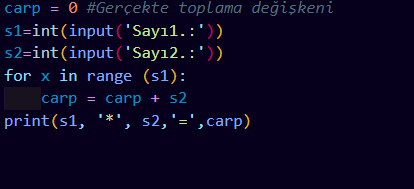 carp = 0 #Gerçekte toplama değişkeni
s1=int(input('Sayı1.:'))
s2=int(input('Sayı2.:'))
for x in range (s1):
    carp = carp + s2
print(s1, '*', s2,'=',carp)